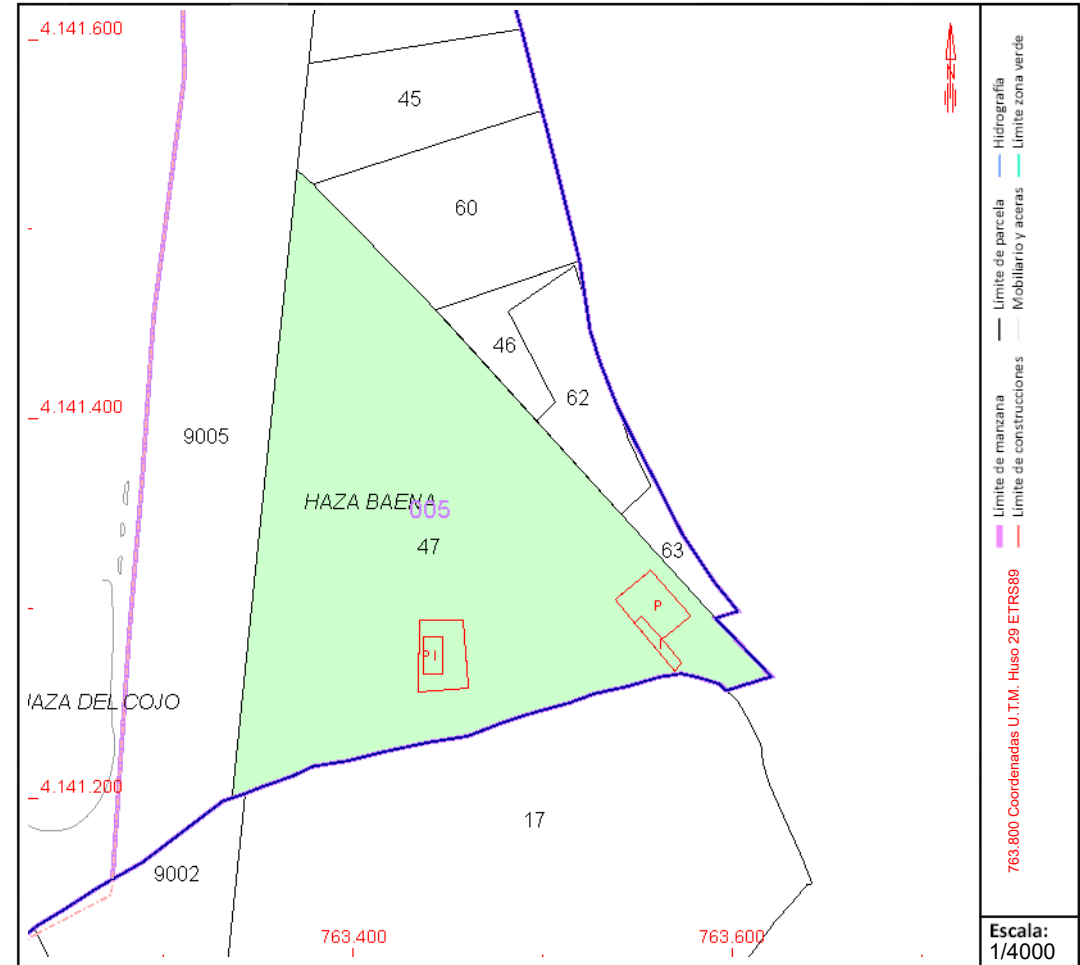 4.141.600
45
60
46
62
4.141.400
9005
HAZA BAENA
005
47
63
P
I
P I
HAZA DEL COJO
4.141.200
17
9002
763.400
763.600
N
Hidrografía
Límite zona verde
Límite de parcela
Mobiliario y aceras
Límite de manzana
Límite de construcciones
763.800 Coordenadas U.T.M. Huso 29 ETRS89
Escala:
1/4000